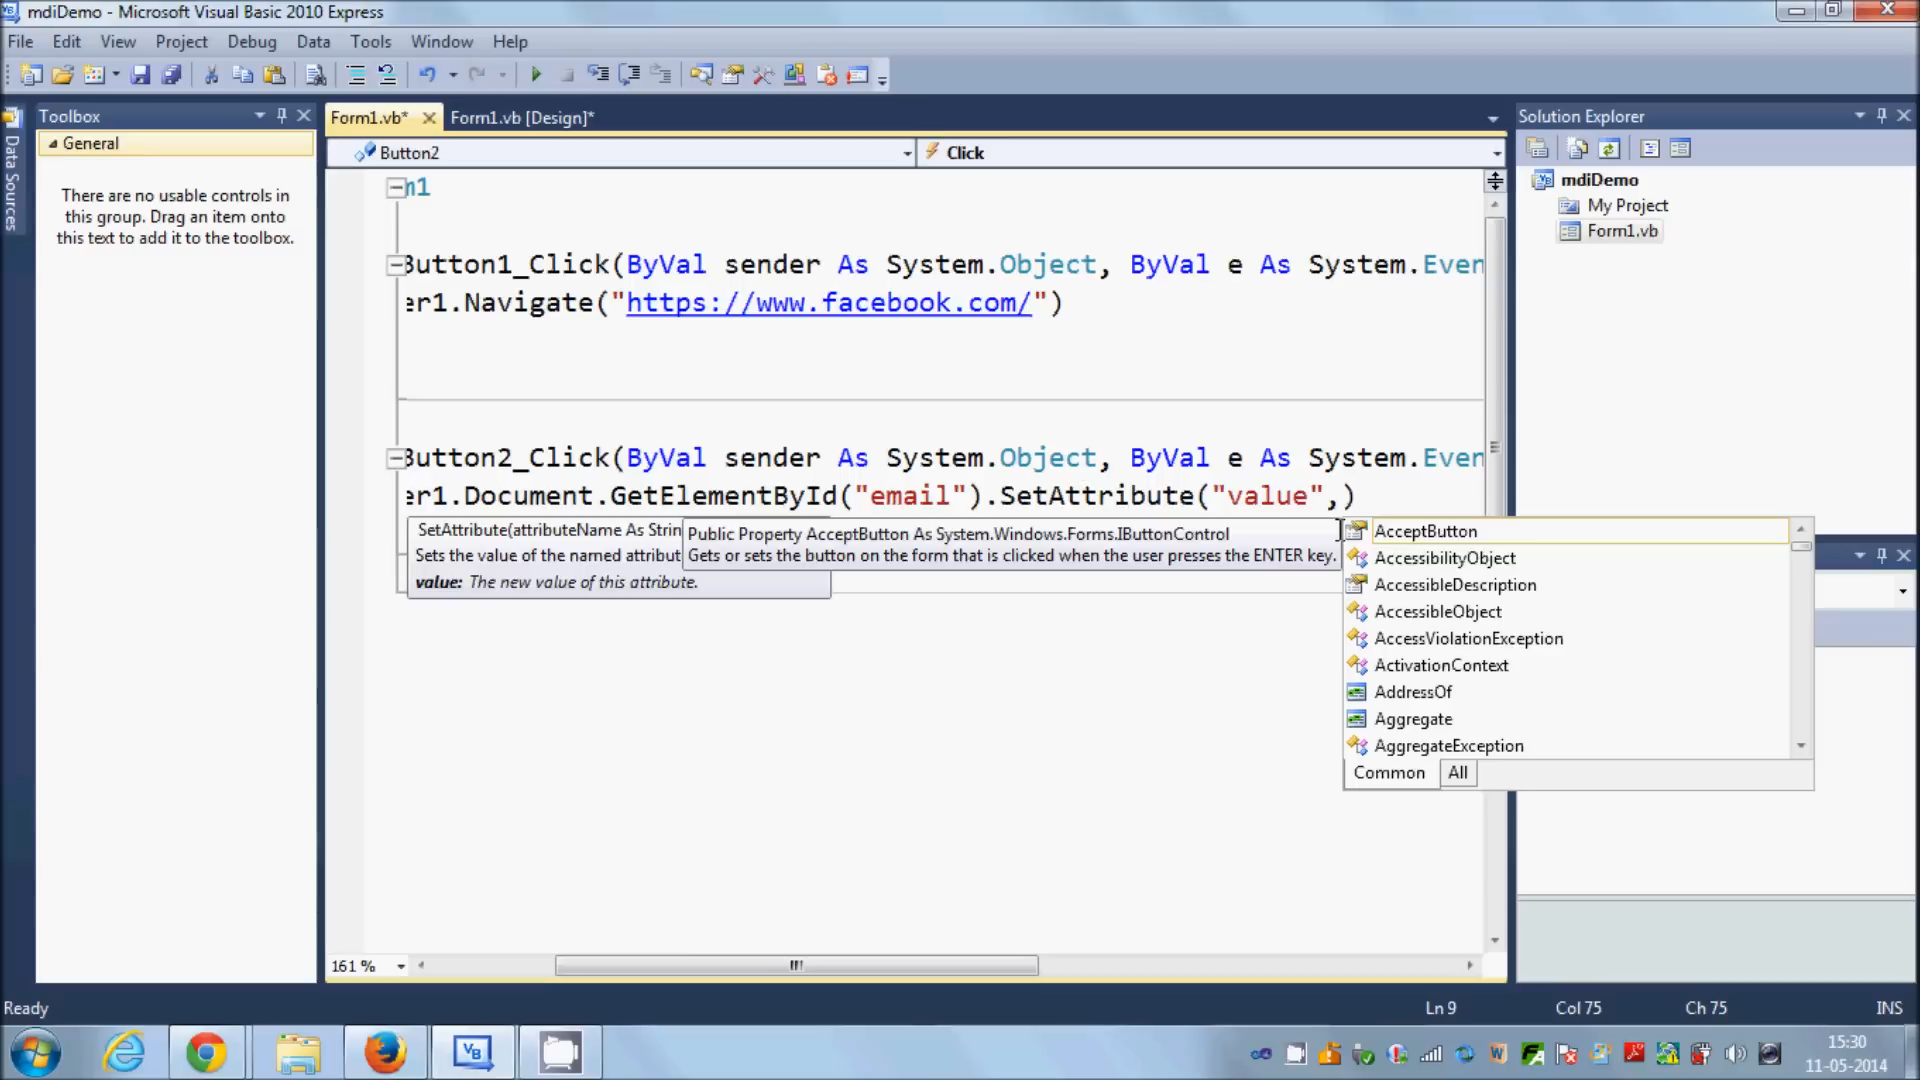 mdiDemo - Microsoft Visual Basic 2010 Express
File Edit View Project Debug Data Tools Window Help
Data Sources
Toolbox
General
There are no usable controls in
this group. Drag an item onto
this text to add it to the toolbox.
Form1.vb* Form1.vb [Design]*
Button2 Click
m1
Button1_Click(ByVal sender As System.Object, ByVal e As System.Even
er1.Navigate("https://www.facebook.com/")
Button2_Click(ByVal sender As System.Object, ByVal e As System.Even
er1.Document.GetElementById("email").SetAttribute("value",)
SetAttribute(attributeName As Strin
Sets the value of the named attribut
value: The new value of this attribute.
Public Property AcceptButton As System.Windows.Forms.IButtonControl
Gets or sets the button on the form that is clicked when the user presses the ENTER key.
AcceptButton
AccessibilityObject
AccessibleDescription
AccessibleObject
AccessViolationException
ActivationContext
AddressOf
Aggregate
AggregateException
Common All
161 %
Solution Explorer
mdiDemo
My Project
Form1.vb
Ready Ln 9 Col 75 Ch 75 INS
15:30
11-05-2014